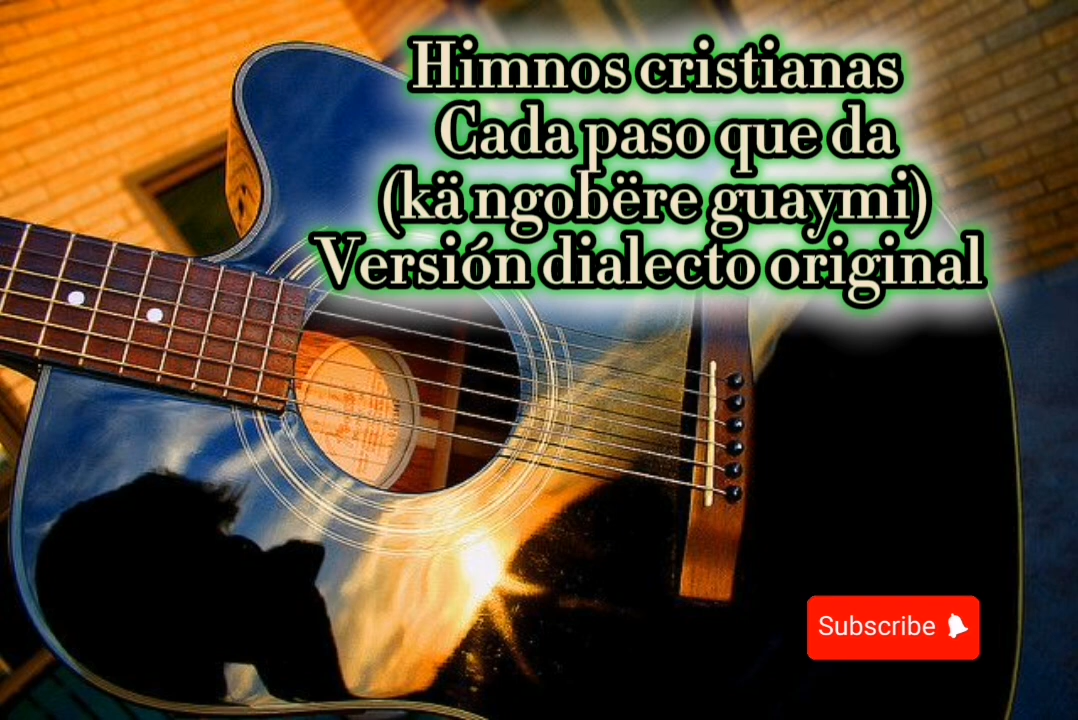 Himnos cristianas
Cada paso que da
(kä ngobëre guaymi)
Versión dialecto original
Subscribe